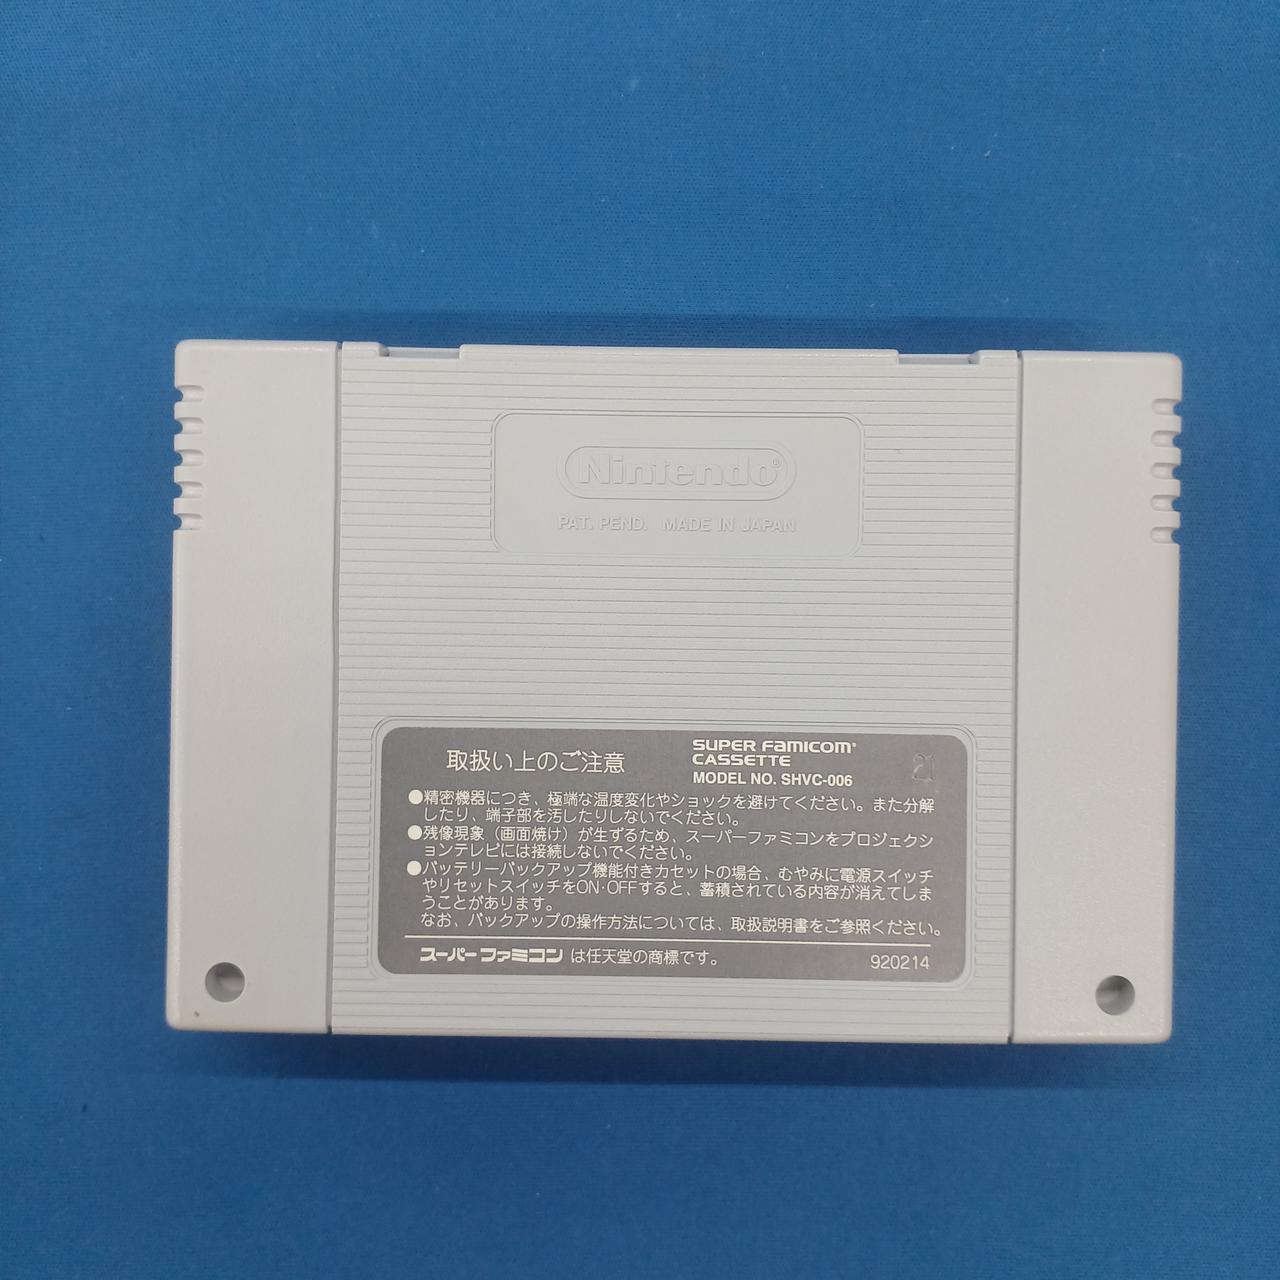 Nintendo®
PAT. PEND. MADE IN JAPAN
取扱い上のご注意
SUPER FAMICOM®
CASSETTE
MODEL NO. SHVC-006
21
●精密機器につき、極端な温度変化やショックを避けてください。また分解
したり、端子部を汚したりしないでください。
●残像現象（画面焼け）が生ずるため、スーパーファミコンをプロジェクシ
ョンテレビには接続しないでください。
●バッテリーバックアップ機能付きカセットの場合、むやみに電源スイッチ
やリセットスイッチをON·OFFすると、蓄積されている内容が消えてしま
うことがあります。
なお、バックアップの操作方法については、取扱説明書をご参照ください。
スーパーファミコン は任天堂の商標です。
920214